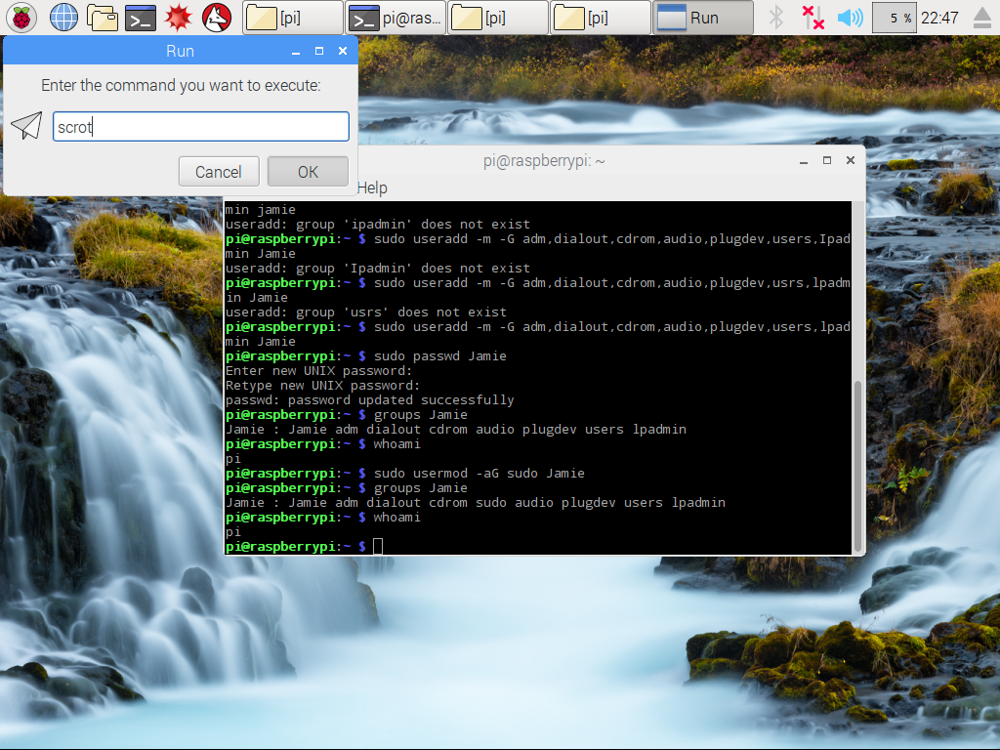 [pi]
pi@ras...
[pi]
[pi]
Run
5 %
22:47
Run
Enter the command you want to execute:
scrot
Cancel
OK
pi@raspberrypi: ~
Help
min jamie
useradd: group 'ipadmin' does not exist
pi@raspberrypi:~ $ sudo useradd -m -G adm,dialout,cdrom,audio,plugdev,users,Ipad
min Jamie
useradd: group 'Ipadmin' does not exist
pi@raspberrypi:~ $ sudo useradd -m -G adm,dialout,cdrom,audio,plugdev,usrs,lpadm
in Jamie
useradd: group 'usrs' does not exist
pi@raspberrypi:~ $ sudo useradd -m -G adm,dialout,cdrom,audio,plugdev,users,lpad
min Jamie
pi@raspberrypi:~ $ sudo passwd Jamie
Enter new UNIX password:
Retype new UNIX password:
passwd: password updated successfully
pi@raspberrypi:~ $ groups Jamie
Jamie : Jamie adm dialout cdrom audio plugdev users lpadmin
pi@raspberrypi:~ $ whoami
pi
pi@raspberrypi:~ $ sudo usermod -aG sudo Jamie
pi@raspberrypi:~ $ groups Jamie
Jamie : Jamie adm dialout cdrom sudo audio plugdev users lpadmin
pi@raspberrypi:~ $ whoami
pi
pi@raspberrypi:~ $